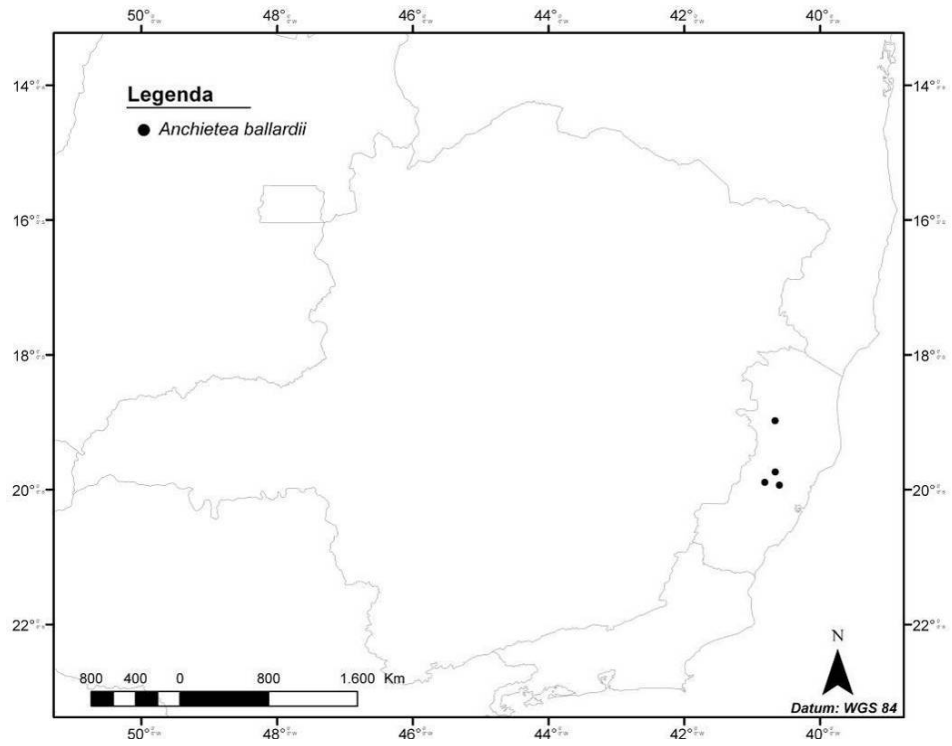 50° 48° 46° 44° 42° 40°
14° 14°
Legenda
Anchietea ballardii
16° 16°
18° 18°
20° 20°
22° 22°
N
800 400 0 800 1.600 Km
Datum: WGS 84
50° 48° 46° 44° 42° 40°